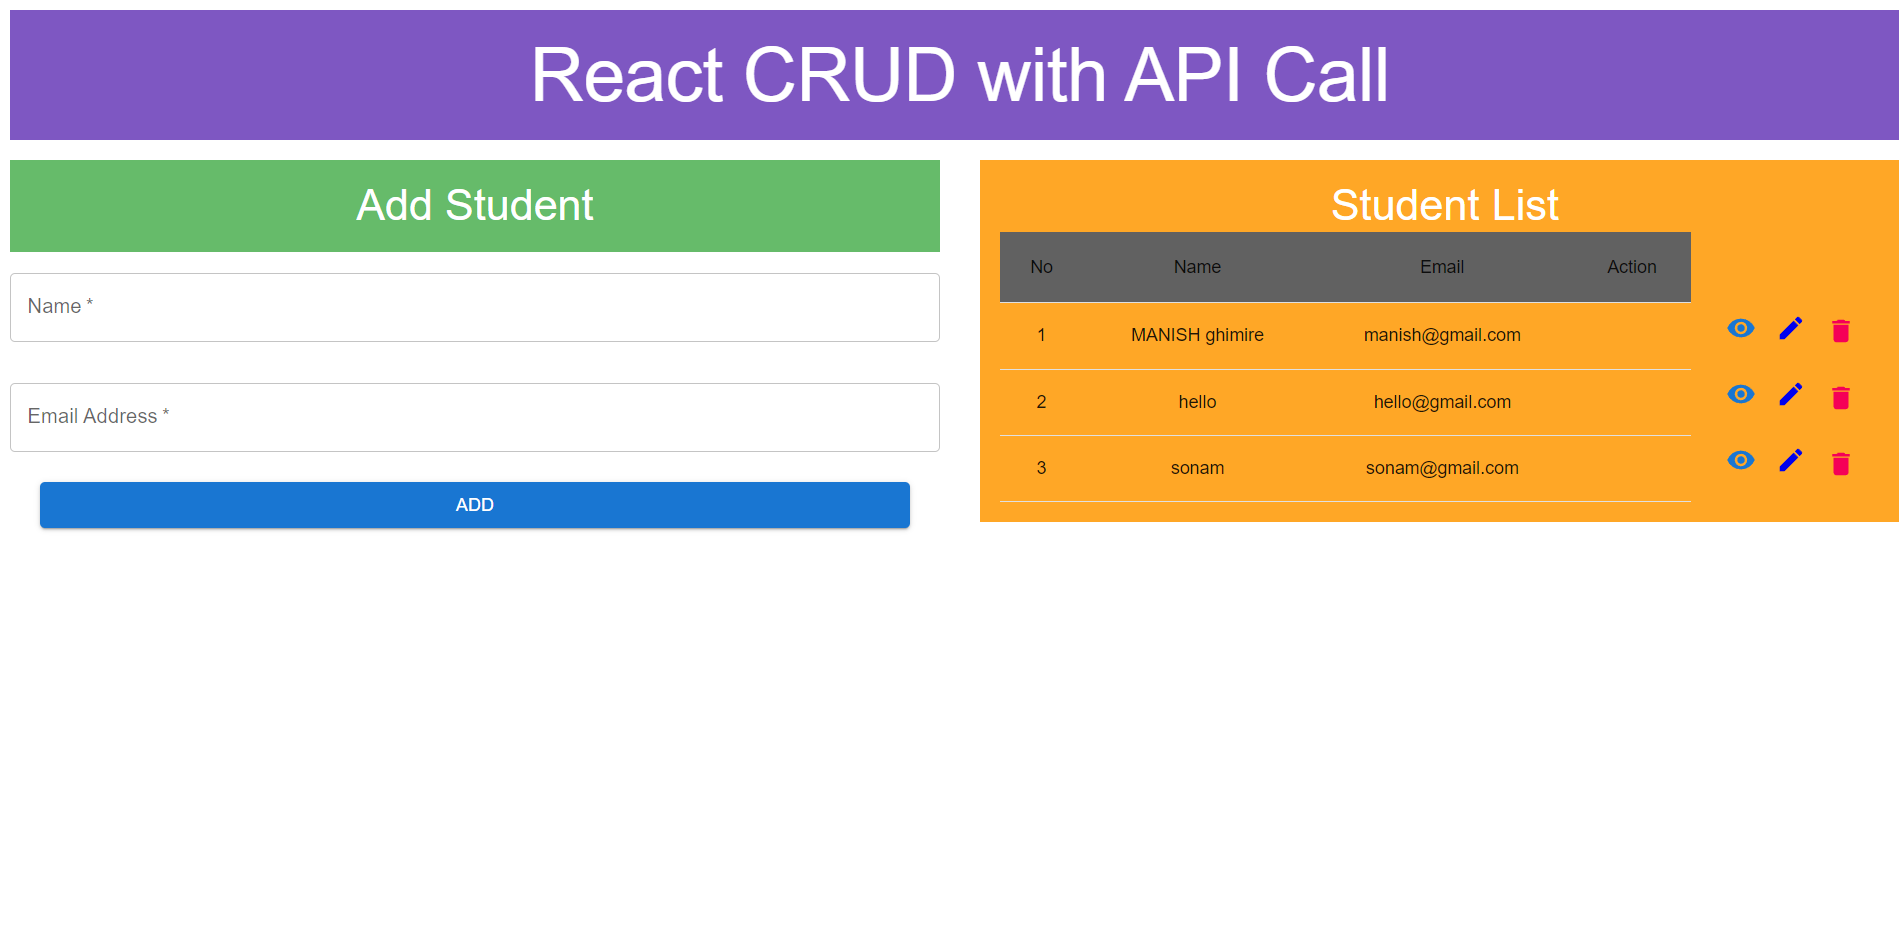 React CRUD with API Call
Add Student
Name *
Email Address *
ADD
Student List
No Name Email Action
1 MANISH ghimire manish@gmail.com
2 hello hello@gmail.com
3 sonam sonam@gmail.com